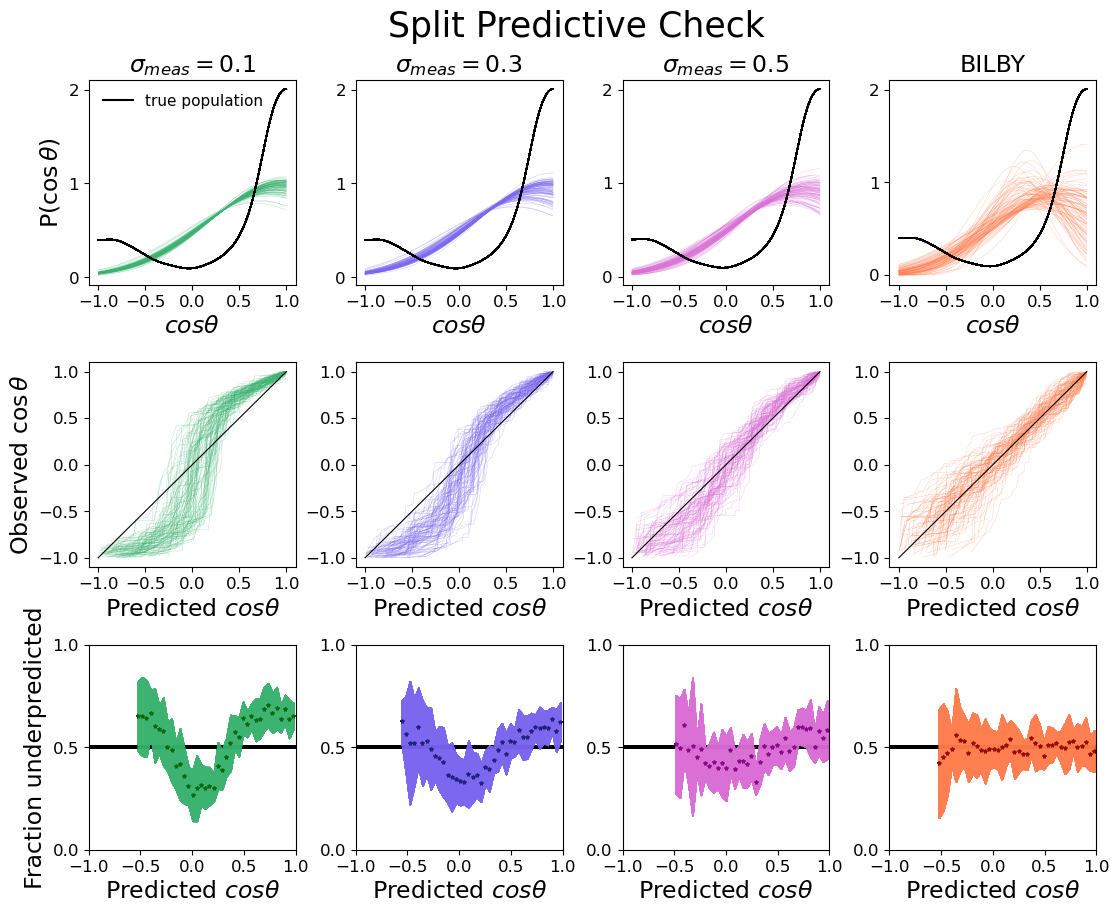 Split Predictive Check
σ_meas = 0.1 σ_meas = 0.3 σ_meas = 0.5 BILBY
true population
P(cos θ)
2 2 2 2
1 1 1 1
0 0 0 0
−1.0 −0.5 0.0 0.5 1.0 −1.0 −0.5 0.0 0.5 1.0 −1.0 −0.5 0.0 0.5 1.0 −1.0 −0.5 0.0 0.5 1.0
cosθ cosθ cosθ cosθ
Observed cos θ
1.0 1.0 1.0 1.0
0.5 0.5 0.5 0.5
0.0 0.0 0.0 0.0
−0.5 −0.5 −0.5 −0.5
−1.0 −1.0 −1.0 −1.0
−1.0 −0.5 0.0 0.5 1.0 −1.0 −0.5 0.0 0.5 1.0 −1.0 −0.5 0.0 0.5 1.0 −1.0 −0.5 0.0 0.5 1.0
Predicted cosθ Predicted cosθ Predicted cosθ Predicted cosθ
Fraction underpredicted
1.0 1.0 1.0 1.0
0.5 0.5 0.5 0.5
0.0 0.0 0.0 0.0
−1.0 −0.5 0.0 0.5 1.0 −1.0 −0.5 0.0 0.5 1.0 −1.0 −0.5 0.0 0.5 1.0 −1.0 −0.5 0.0 0.5 1.0
Predicted cosθ Predicted cosθ Predicted cosθ Predicted cosθ